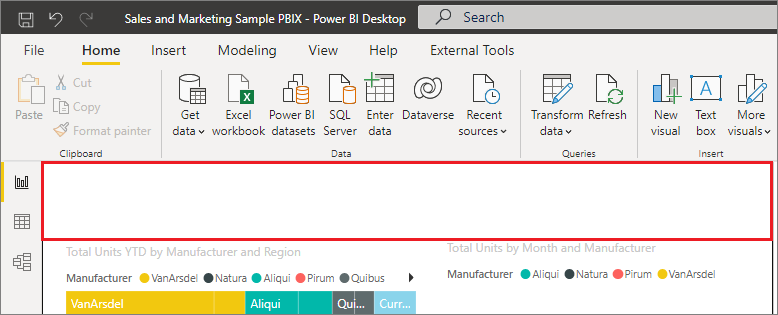 Sales and Marketing Sample PBIX - Power BI Desktop
Search
File Home Insert Modeling View Help External Tools
Paste
Cut
Copy
Format painter
Clipboard
Get data
Excel workbook
Power BI datasets
SQL Server
Enter data
Dataverse
Recent sources
Data
Transform data
Refresh
Queries
New visual
Text box
More visuals
Insert
Total Units YTD by Manufacturer and Region
Manufacturer VanArsdel Natura Aliqui Pirum Quibus
VanArsdel Aliqui Qui... Curr...
Total Units by Month and Manufacturer
Manufacturer Aliqui Natura Pirum VanArsdel